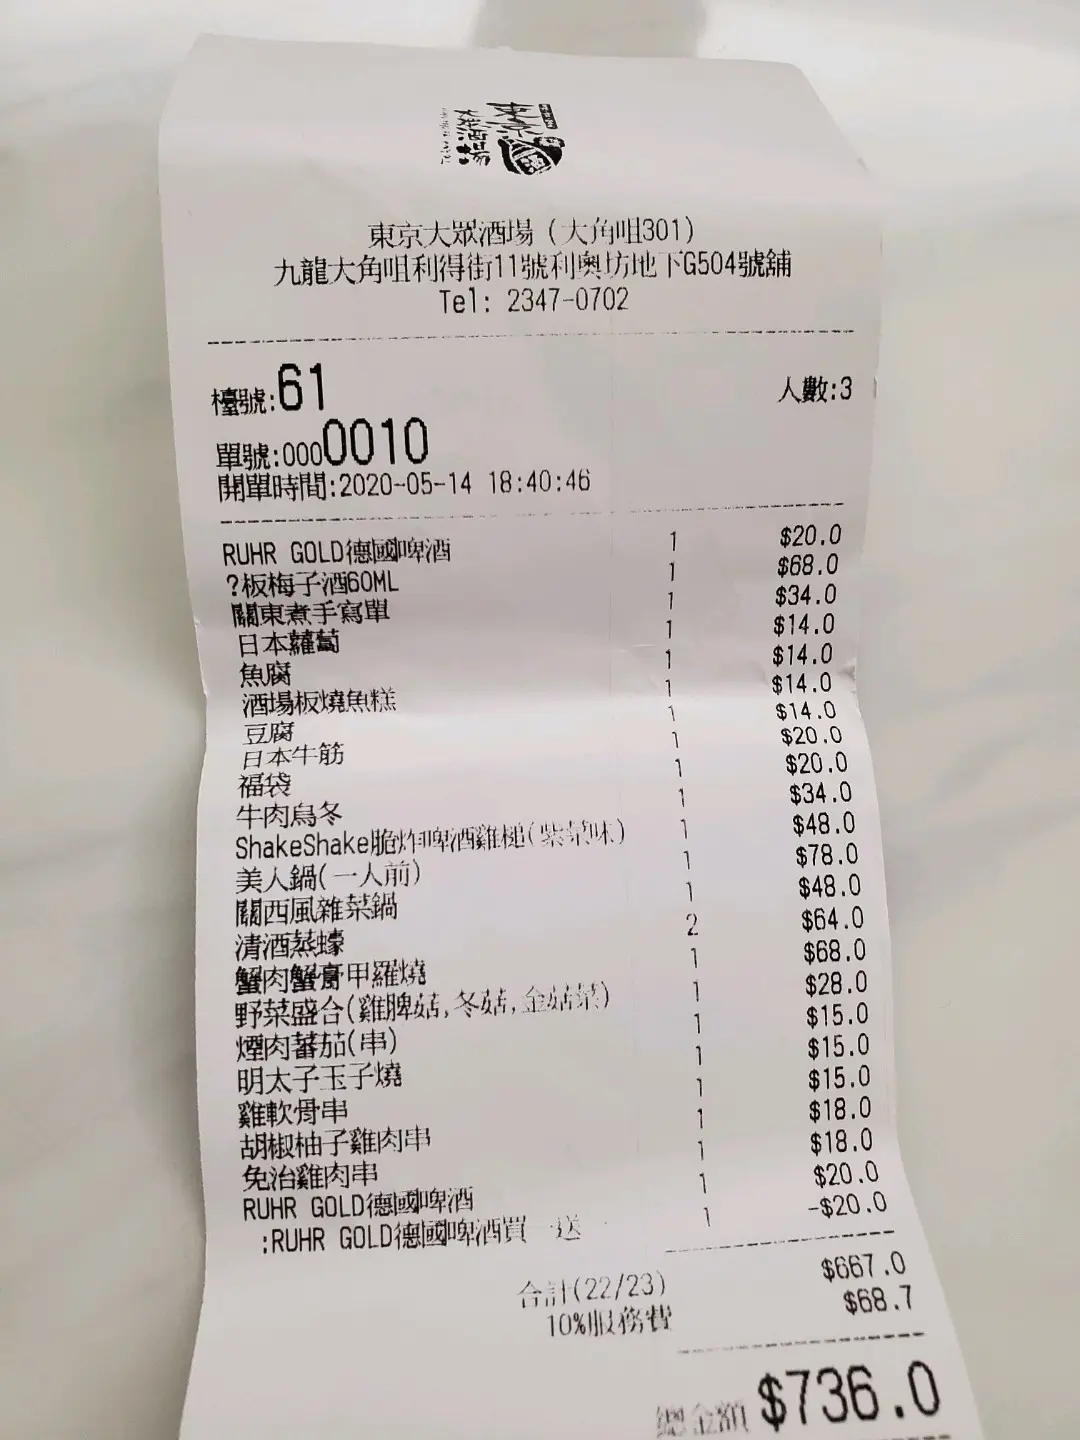 東京
大眾酒場
東京大眾酒場 (大角咀301)
九龍大角咀利得街11號利奧坊地下G504號舖
Tel: 2347-0702
檯號:61 人數:3
單號:0000010
開單時間:2020-05-14 18:40:46
RUHR GOLD德國啤酒 1 $20.0
?板梅子酒60ML 1 $68.0
關東煮手寫單 1 $34.0
日本蘿蔔 1 $14.0
魚腐 1 $14.0
酒場板燒魚糕 1 $14.0
豆腐 1 $14.0
日本牛筋 1 $20.0
福袋 1 $20.0
牛肉烏冬 1 $34.0
ShakeShake脆炸啤酒雞槌(紫菜味) 1 $48.0
美人鍋(一人前) 1 $78.0
關西風雜菜鍋 1 $48.0
清酒蒸蠔 2 $64.0
蟹肉蟹膏甲羅燒 1 $68.0
野菜盛合(雞脾菇,冬菇,金菇菜) 1 $28.0
煙肉蕃茄(串) 1 $15.0
明太子玉子燒 1 $15.0
雞軟骨串 1 $15.0
胡椒柚子雞肉串 1 $18.0
免治雞肉串 1 $18.0
RUHR GOLD德國啤酒 1 $20.0
:RUHR GOLD德國啤酒買一送一 1 -$20.0
合計(22/23) $667.0
10%服務費 $68.7
總金額 $736.0